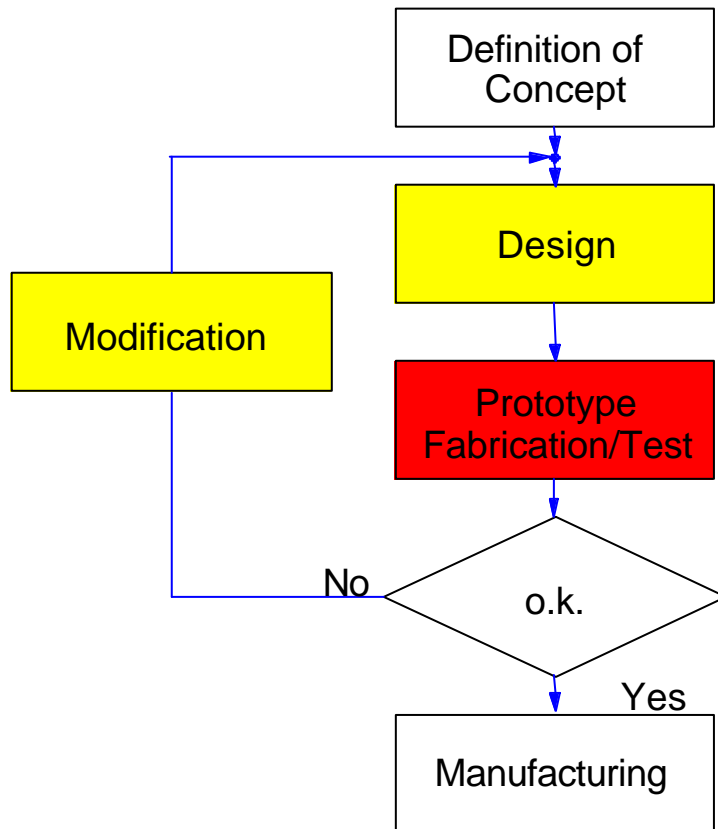 Definition of
Concept
Design
Modification
Prototype
Fabrication/Test
No
o.k.
Yes
Manufacturing